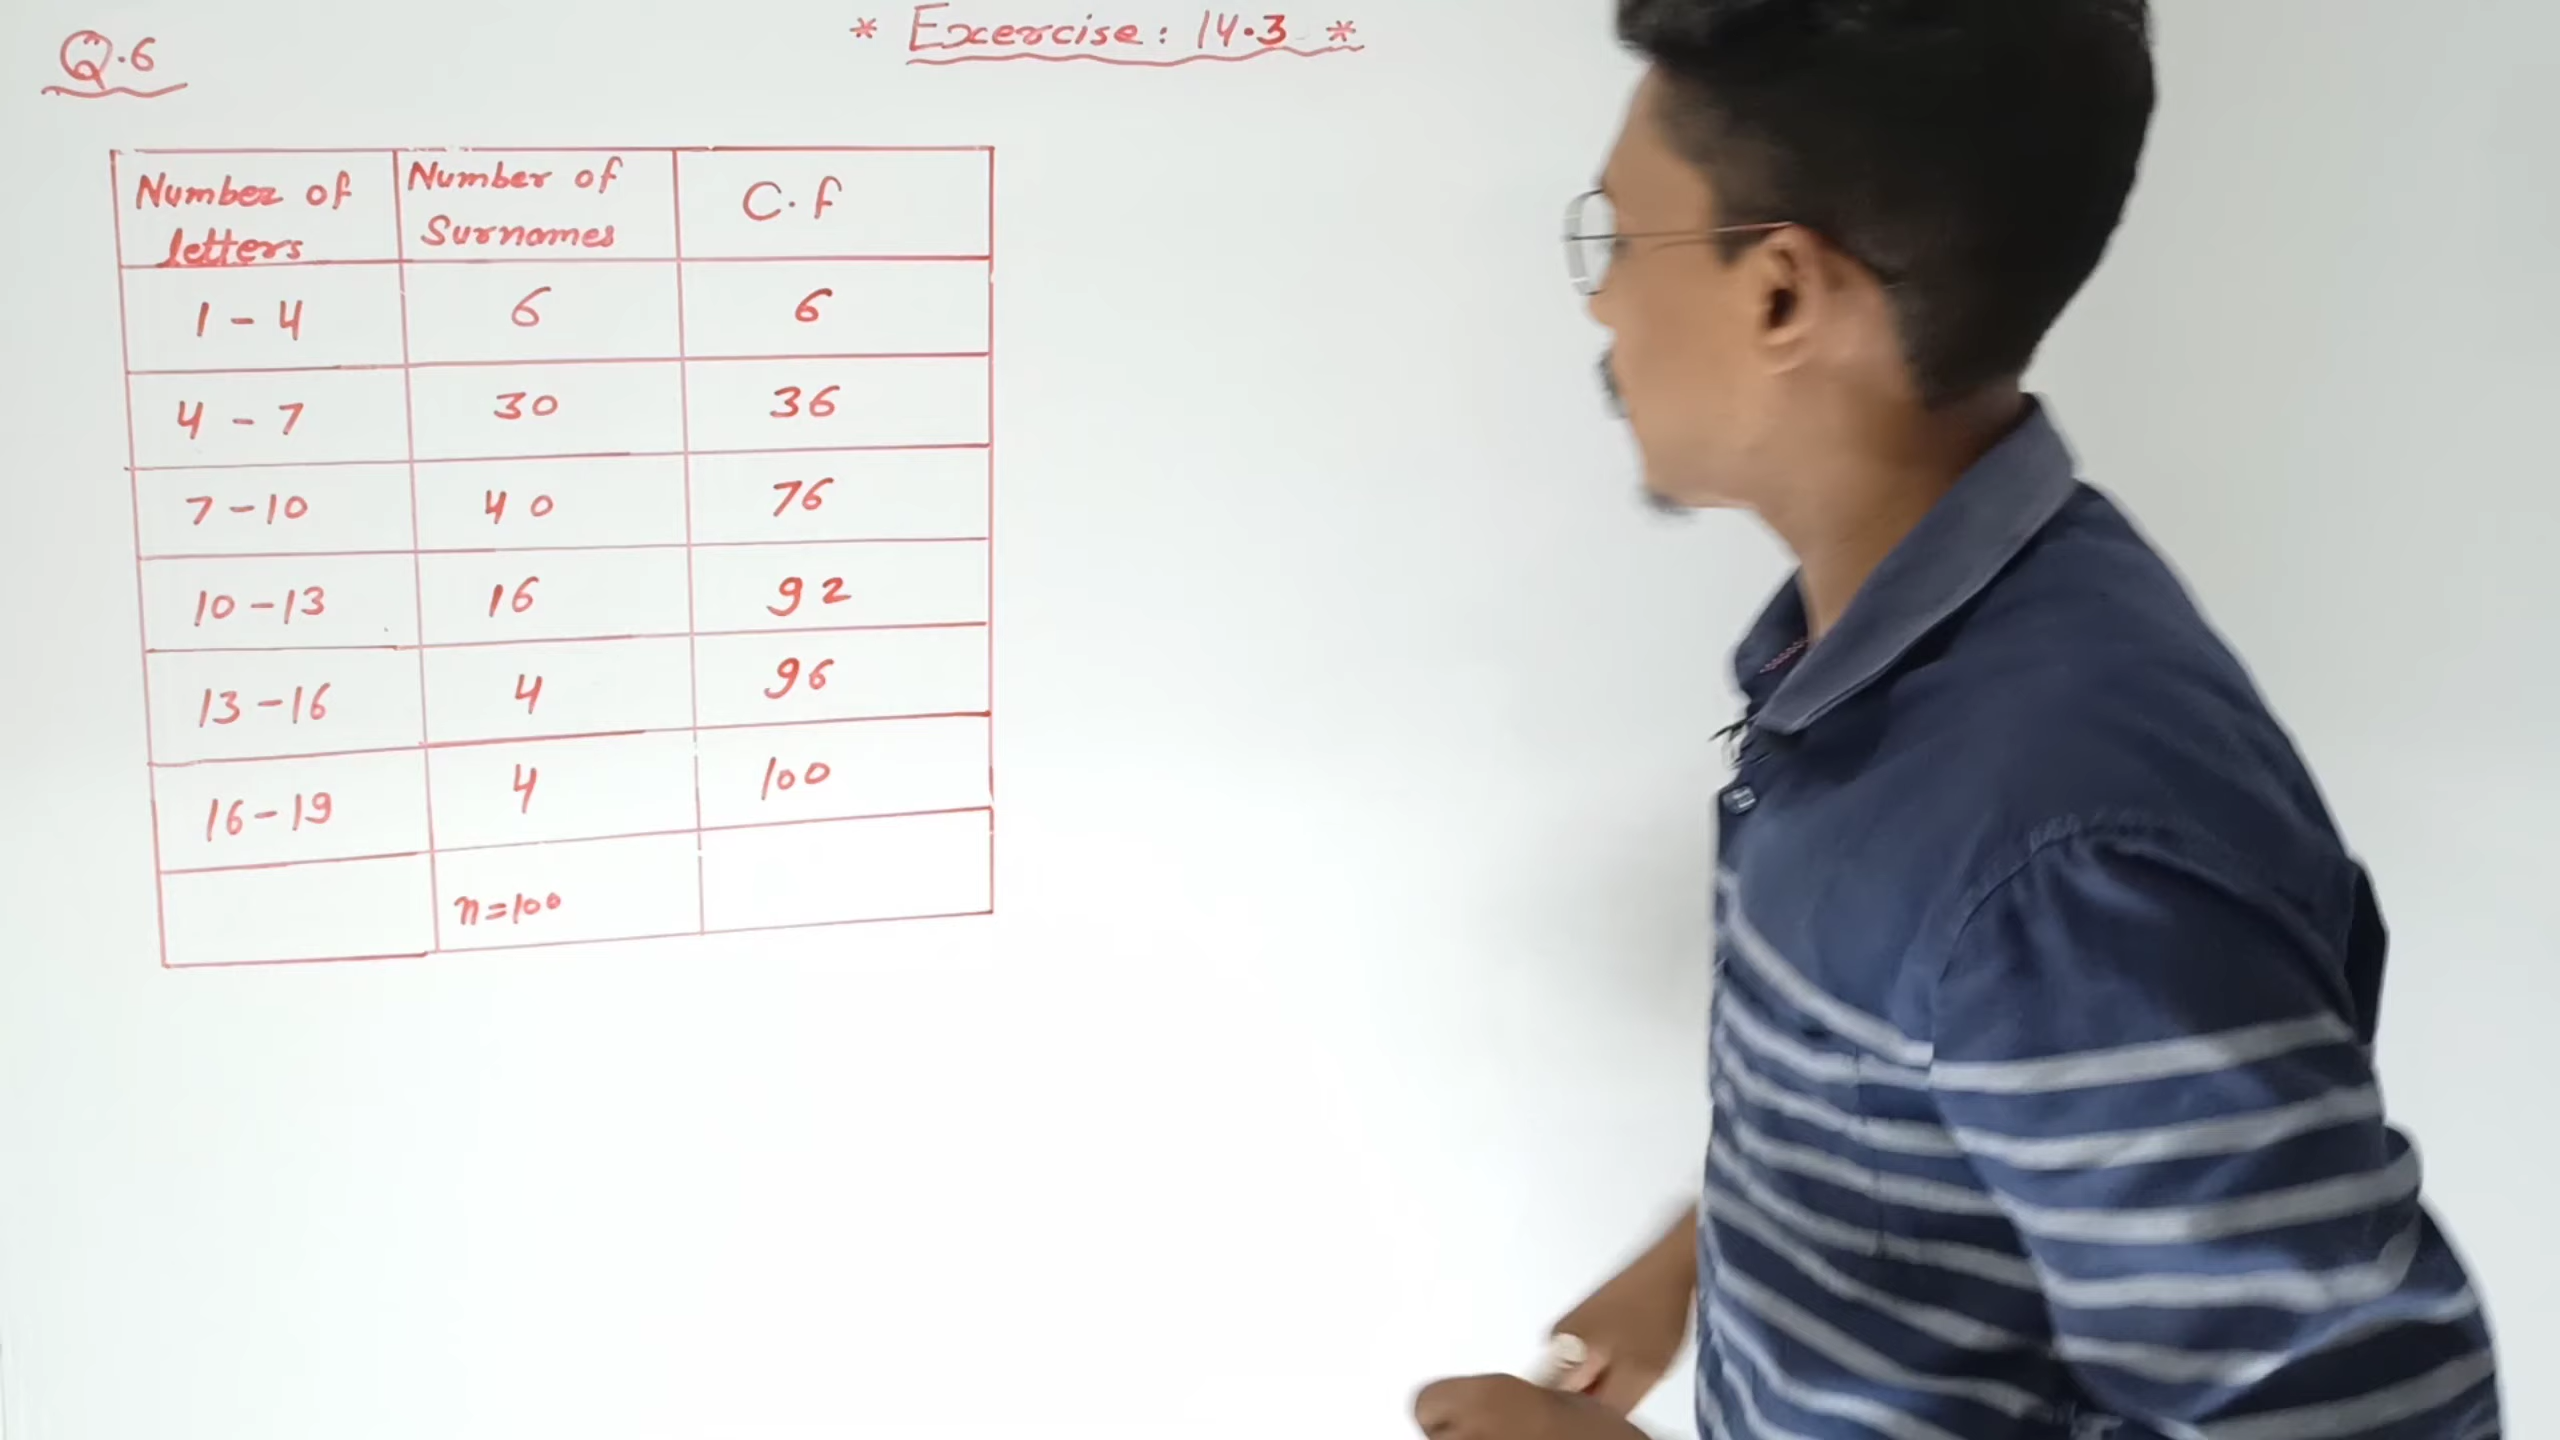 Q.6
* Excercise: 14.3 *
Number of letters | Number of Surnames | C.f
1 - 4 | 6 | 6
4 - 7 | 30 | 36
7 - 10 | 40 | 76
10 - 13 | 16 | 92
13 - 16 | 4 | 96
16 - 19 | 4 | 100
n=100